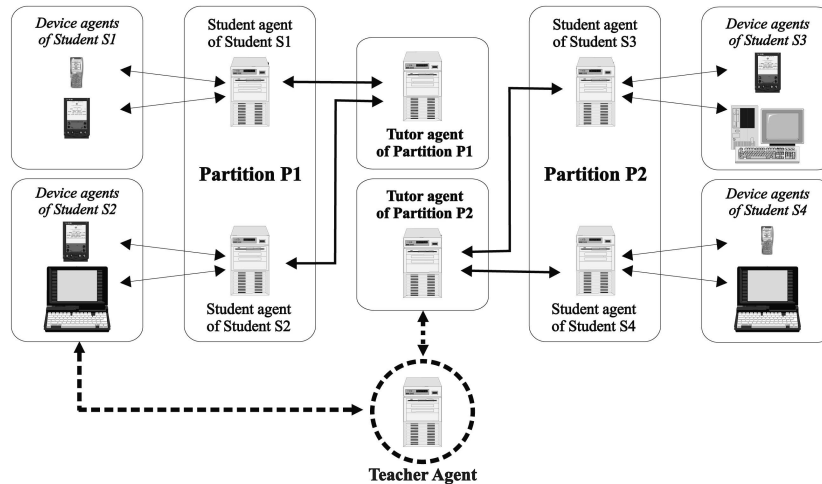 Device agents
of Student S1
Student agent
of Student S1
Tutor agent
of Partition P1
Student agent
of Student S3
Device agents
of Student S3
Partition P1
Partition P2
Device agents
of Student S2
Student agent
of Student S2
Tutor agent
of Partition P2
Student agent
of Student S4
Device agents
of Student S4
Teacher Agent